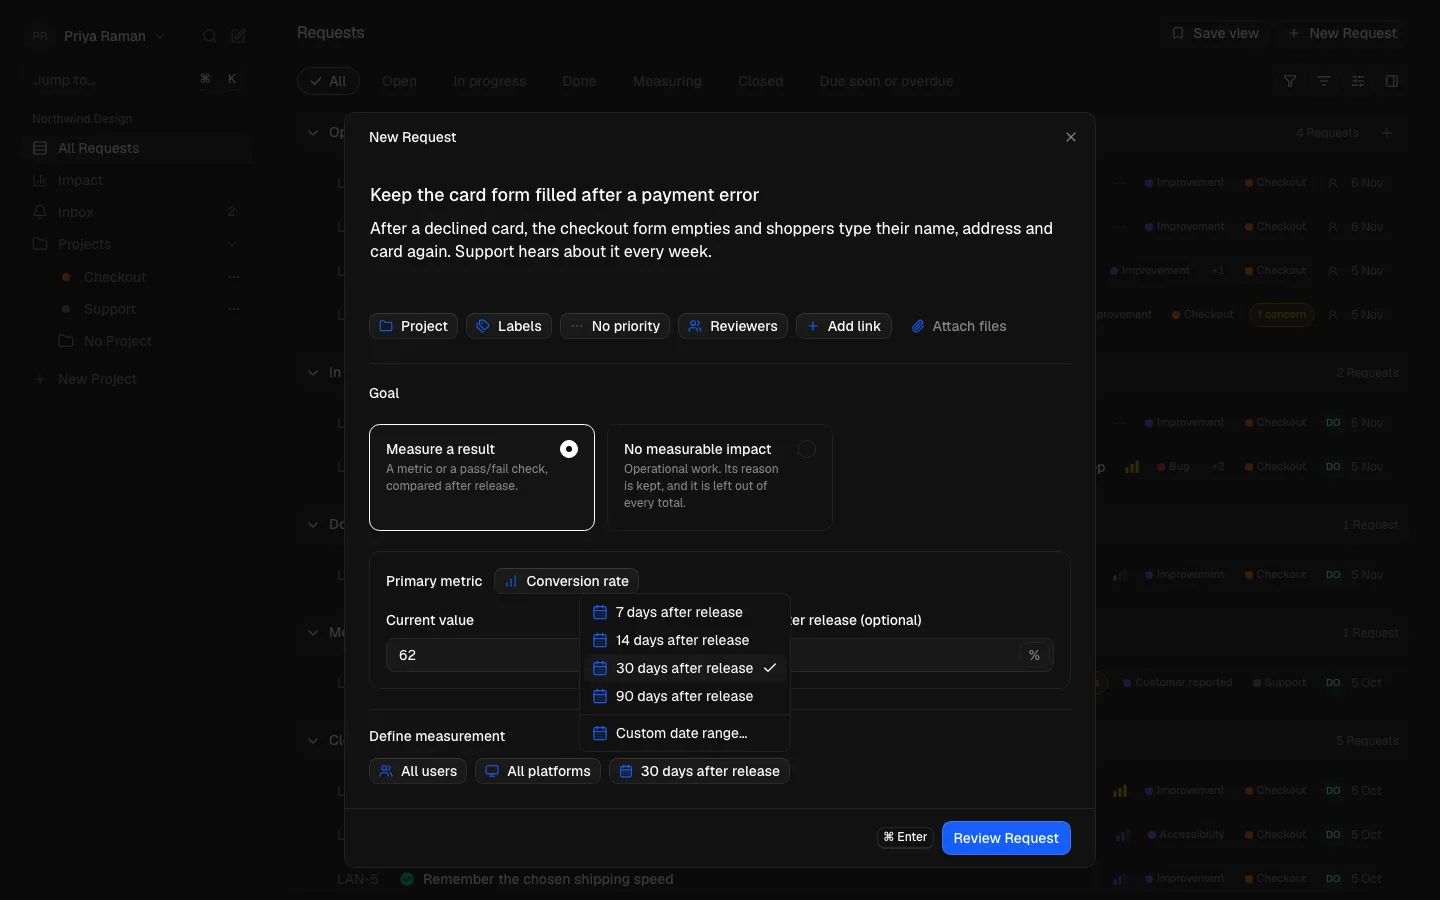 PR Priya Raman
Requests
Save view
New Request
Jump to...
⌘ K
All
Open
In progress
Done
Measuring
Closed
Due soon or overdue
Northwind Design
All Requests
Impact
Inbox 2
Projects
Checkout
Support
No Project
New Project
4 Requests
Improvement Checkout 6 Nov
Improvement Checkout 6 Nov
Improvement +1 Checkout 5 Nov
Checkout 1 concern 5 Nov
In
2 Requests
Improvement Checkout DO 6 Nov
Bug +2 Checkout DO 5 Nov
1 Request
Improvement Checkout DO 5 Nov
1 Request
Customer reported Support DO 5 Oct
5 Requests
Improvement Checkout DO 5 Oct
Accessibility Checkout DO 5 Oct
LAN-5 Remember the chosen shipping speed
Improvement Checkout DO 5 Oct
New Request
Keep the card form filled after a payment error
After a declined card, the checkout form empties and shoppers type their name, address and
card again. Support hears about it every week.
Project
Labels
No priority
Reviewers
Add link
Attach files
Goal
Measure a result
A metric or a pass/fail check,
compared after release.
No measurable impact
Operational work. Its reason
is kept, and it is left out of
every total.
Primary metric
Conversion rate
Current value
release (optional)
62
%
7 days after release
14 days after release
30 days after release
90 days after release
Custom date range...
Define measurement
All users
All platforms
30 days after release
⌘ Enter
Review Request